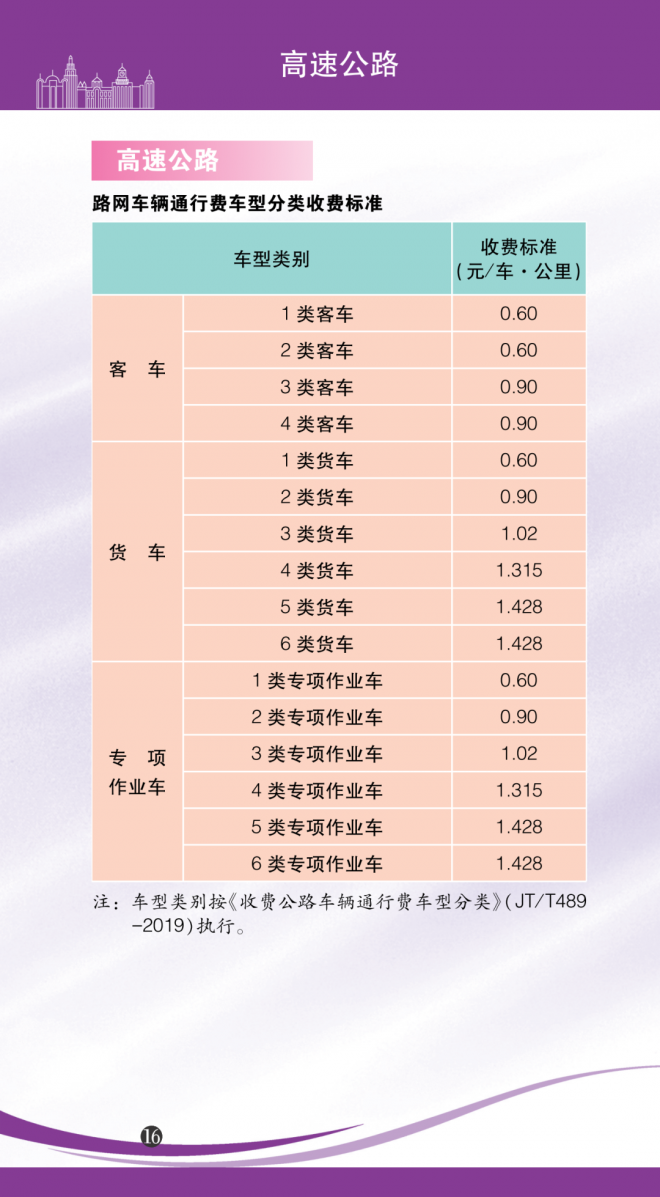 高速公路
高速公路
路网车辆通行费车型分类收费标准
车型类别 收费标准
(元/车·公里)
客 车
1 类客车 0.60
2 类客车 0.60
3 类客车 0.90
4 类客车 0.90
货 车
1 类货车 0.60
2 类货车 0.90
3 类货车 1.02
4 类货车 1.315
5 类货车 1.428
6 类货车 1.428
专 项
作业车
1 类专项作业车 0.60
2 类专项作业车 0.90
3 类专项作业车 1.02
4 类专项作业车 1.315
5 类专项作业车 1.428
6 类专项作业车 1.428
注：车型类别按《收费公路车辆通行费车型分类》(JT/T489
-2019)执行。
16